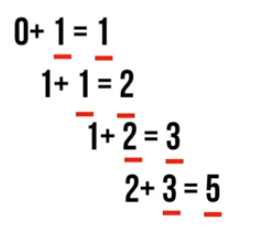 0+ 1 = 1
1+ 1 = 2
1+ 2 = 3
2+ 3 = 5